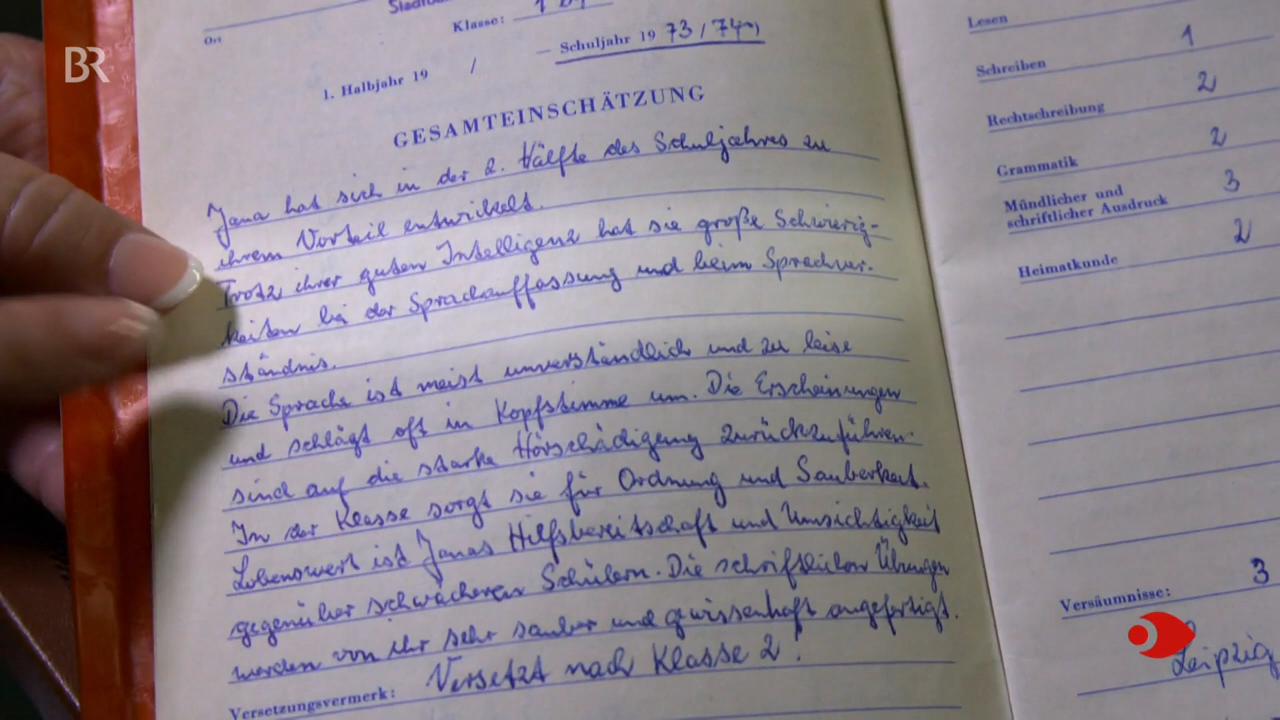 BR
Ort
Klasse: 1
1. Halbjahr 19 / — Schuljahr 19 73/74
GESAMTEINSCHÄTZUNG
Jana hat sich in der 2. Hälfte des Schuljahres zu
ihrem Vorteil entwickelt.
Trotz ihrer guten Intelligenz hat sie große Schwierig-
keiten bei der Sprachauffassung und beim Sprachver-
ständnis.
Die Sprache ist meist unverständlich und zu leise
und schlägt oft in Kopfstimme um. Die Erscheinungen
sind auf die starke Hörschädigung zurückzuführen.
In der Klasse sorgt sie für Ordnung und Sauberkeit.
Lobenswert ist Janas Hilfsbereitschaft und Umsichtigkeit
gegenüber schwächeren Schülern. Die schriftlichen Übungen
werden von ihr sehr sauber und gewissenhaft angefertigt.
Versetzungsvermerk: Versetzt nach Klasse 2!
Lesen
Schreiben 1
Rechtschreibung 2
Grammatik 2
Mündlicher und
schriftlicher Ausdruck 3
Heimatkunde 2
Versäumnisse: 3
Leipzig